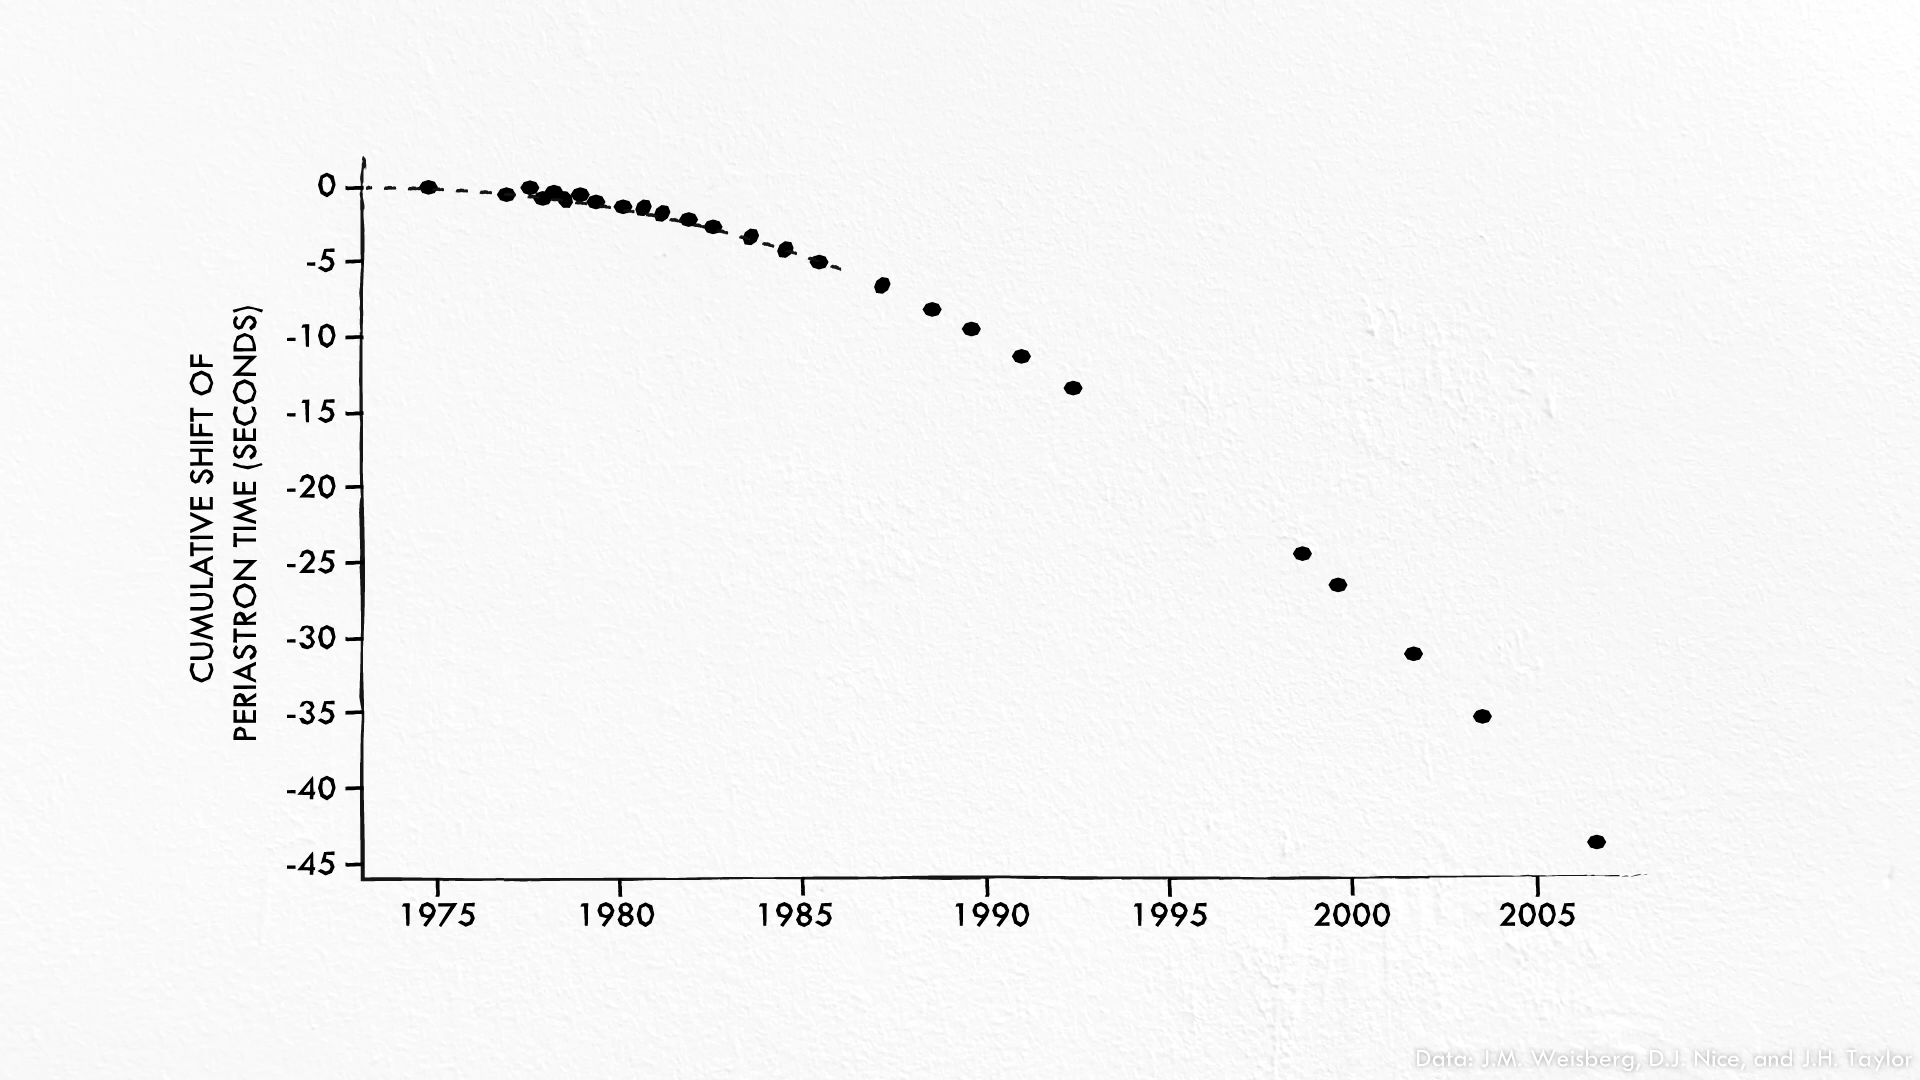 CUMULATIVE SHIFT OF
PERIASTRON TIME (SECONDS)
0
-5
-10
-15
-20
-25
-30
-35
-40
-45
1975 1980 1985 1990 1995 2000 2005
Data: J.M. Weisberg, D.J. Nice, and J.H. Taylor